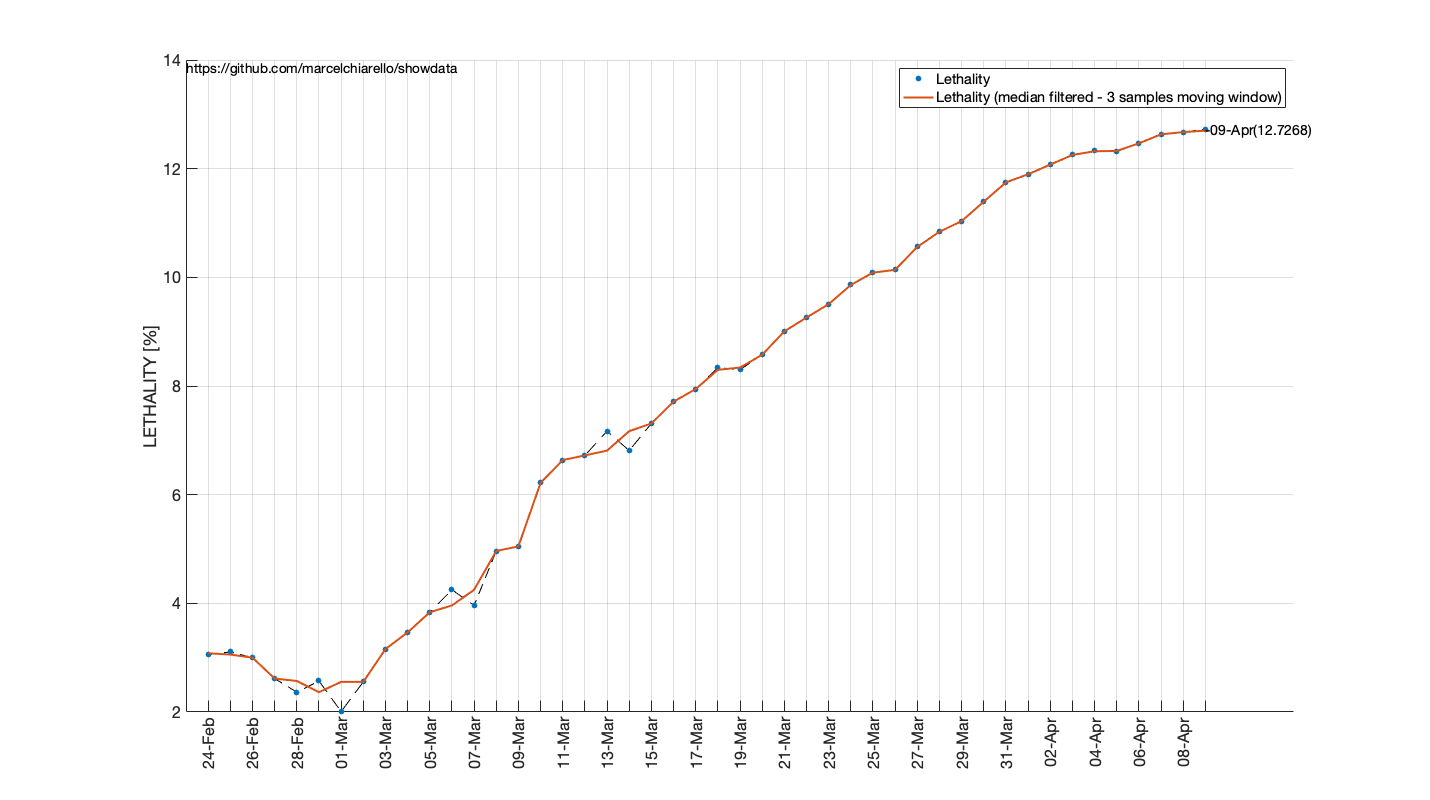 https://github.com/marcelchiarello/showdata
Lethality
Lethality (median filtered - 3 samples moving window)
09-Apr(12.7268)
14
12
10
8
6
4
2
LETHALITY [%]
24-Feb
26-Feb
28-Feb
01-Mar
03-Mar
05-Mar
07-Mar
09-Mar
11-Mar
13-Mar
15-Mar
17-Mar
19-Mar
21-Mar
23-Mar
25-Mar
27-Mar
29-Mar
31-Mar
02-Apr
04-Apr
06-Apr
08-Apr